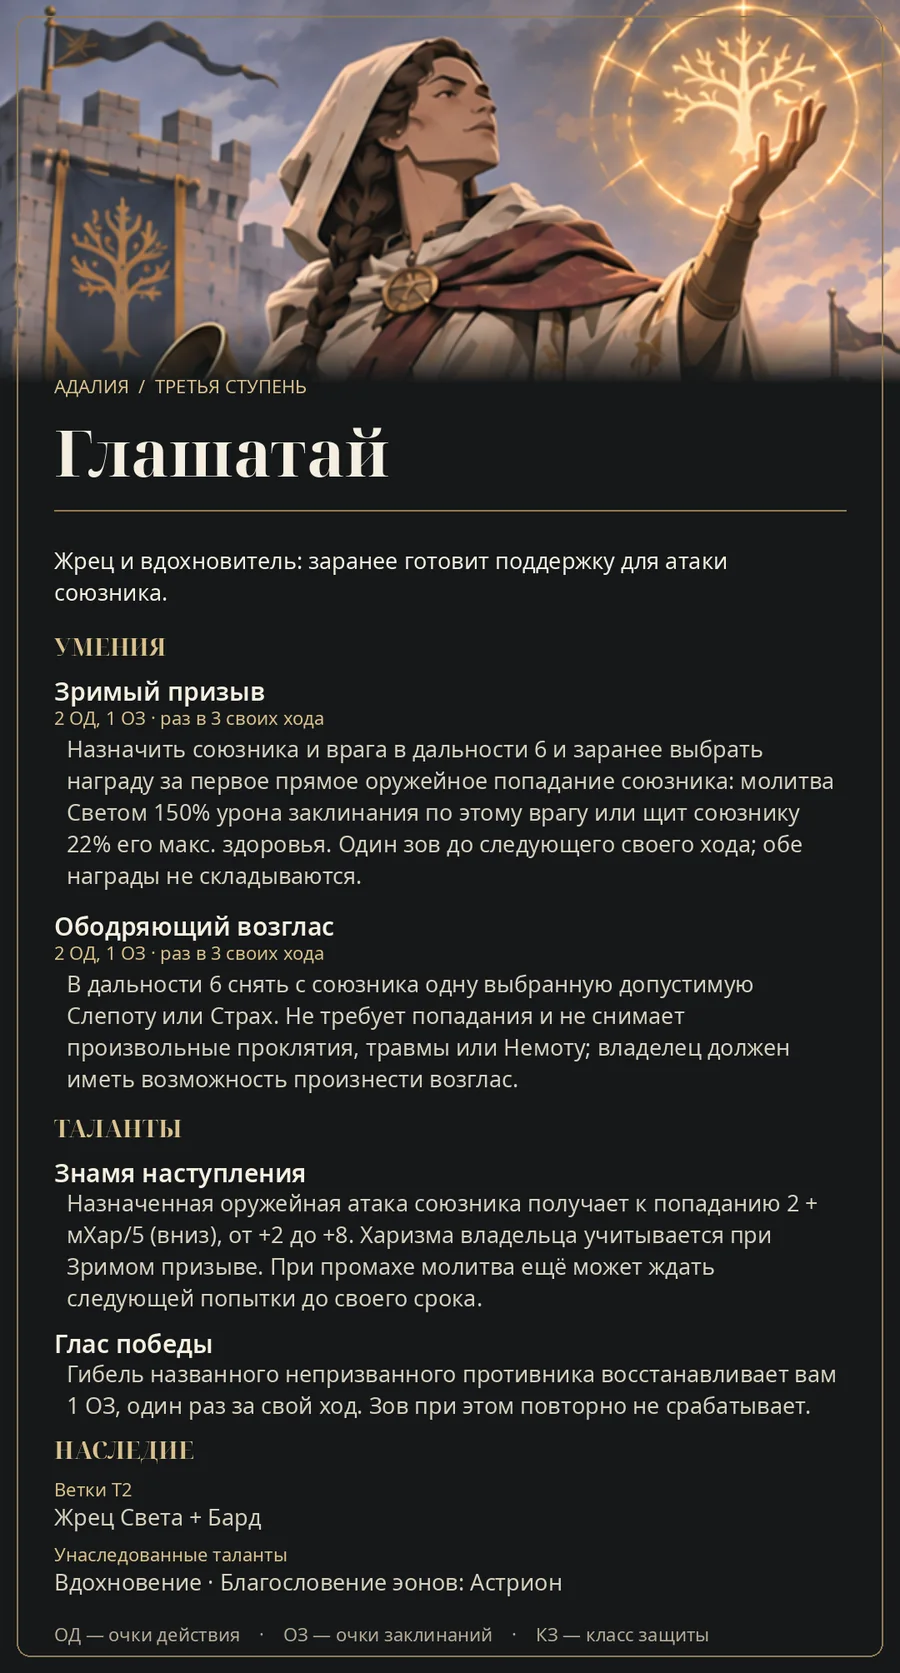 АДАЛИЯ / ТРЕТЬЯ СТУПЕНЬ
Глашатай
Жрец и вдохновитель: заранее готовит поддержку для атаки
союзника.
УМЕНИЯ
Зримый призыв
2 ОД, 1 ОЗ · раз в 3 своих хода
Назначить союзника и врага в дальности 6 и заранее выбрать
награду за первое прямое оружейное попадание союзника: молитва
Светом 150% урона заклинания по этому врагу или щит союзнику
22% его макс. здоровья. Один зов до следующего своего хода; обе
награды не складываются.
Ободряющий возглас
2 ОД, 1 ОЗ · раз в 3 своих хода
В дальности 6 снять с союзника одну выбранную допустимую
Слепоту или Страх. Не требует попадания и не снимает
произвольные проклятия, травмы или Немоту; владелец должен
иметь возможность произнести возглас.
ТАЛАНТЫ
Знамя наступления
Назначенная оружейная атака союзника получает к попаданию 2 +
мХар/5 (вниз), от +2 до +8. Харизма владельца учитывается при
Зримом призыве. При промахе молитва ещё может ждать
следующей попытки до своего срока.
Глас победы
Гибель названного непризванного противника восстанавливает вам
1 ОЗ, один раз за свой ход. Зов при этом повторно не срабатывает.
НАСЛЕДИЕ
Ветки Т2
Жрец Света + Бард
Унаследованные таланты
Вдохновение · Благословение эонов: Астрион
ОД — очки действия · ОЗ — очки заклинаний · КЗ — класс защиты